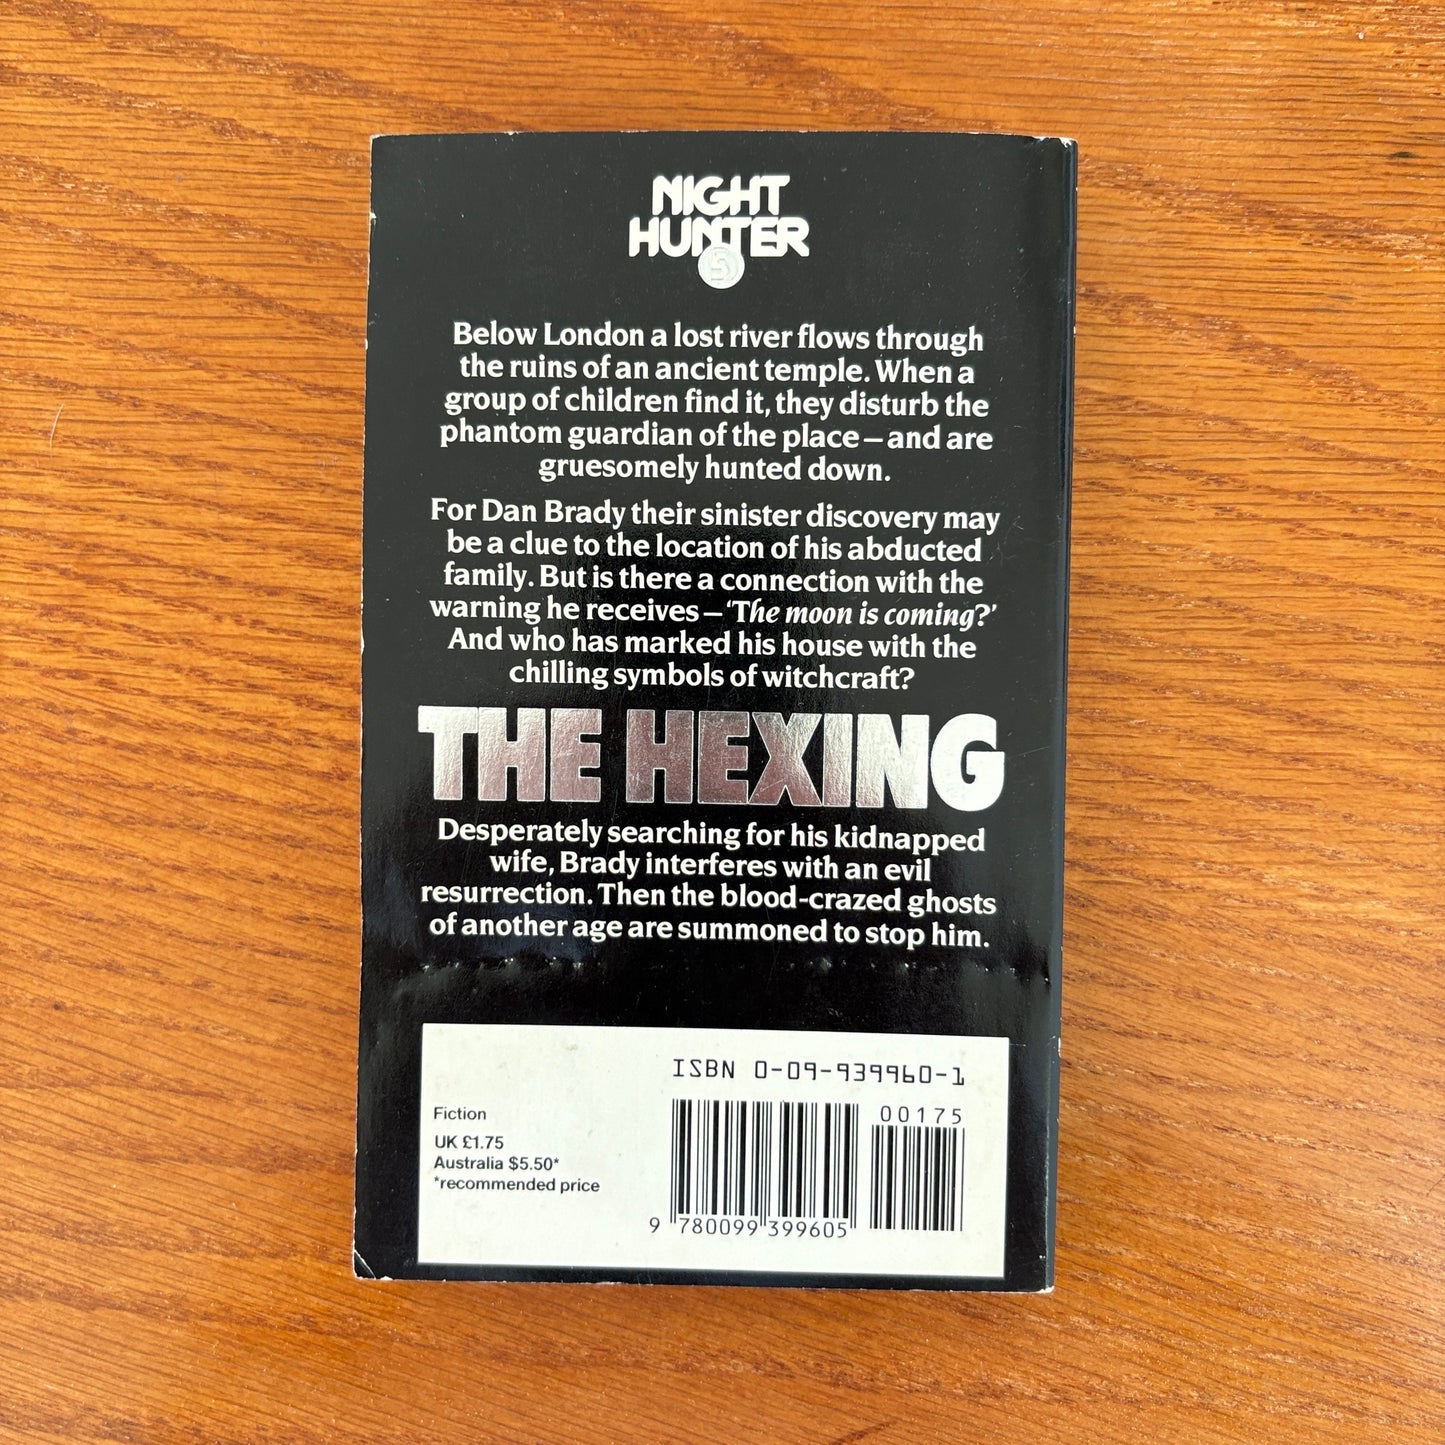 NIGHT
HUNTER
5
Below London a lost river flows through
the ruins of an ancient temple. When a
group of children find it, they disturb the
phantom guardian of the place – and are
gruesomely hunted down.
For Dan Brady their sinister discovery may
be a clue to the location of his abducted
family. But is there a connection with the
warning he receives – ‘The moon is coming?’
And who has marked his house with the
chilling symbols of witchcraft?
THE HEXING
Desperately searching for his kidnapped
wife, Brady interferes with an evil
resurrection. Then the blood-crazed ghosts
of another age are summoned to stop him.
ISBN 0-09-939960-1
Fiction
UK £1.75
Australia $5.50*
*recommended price
00175
9 780099 399605